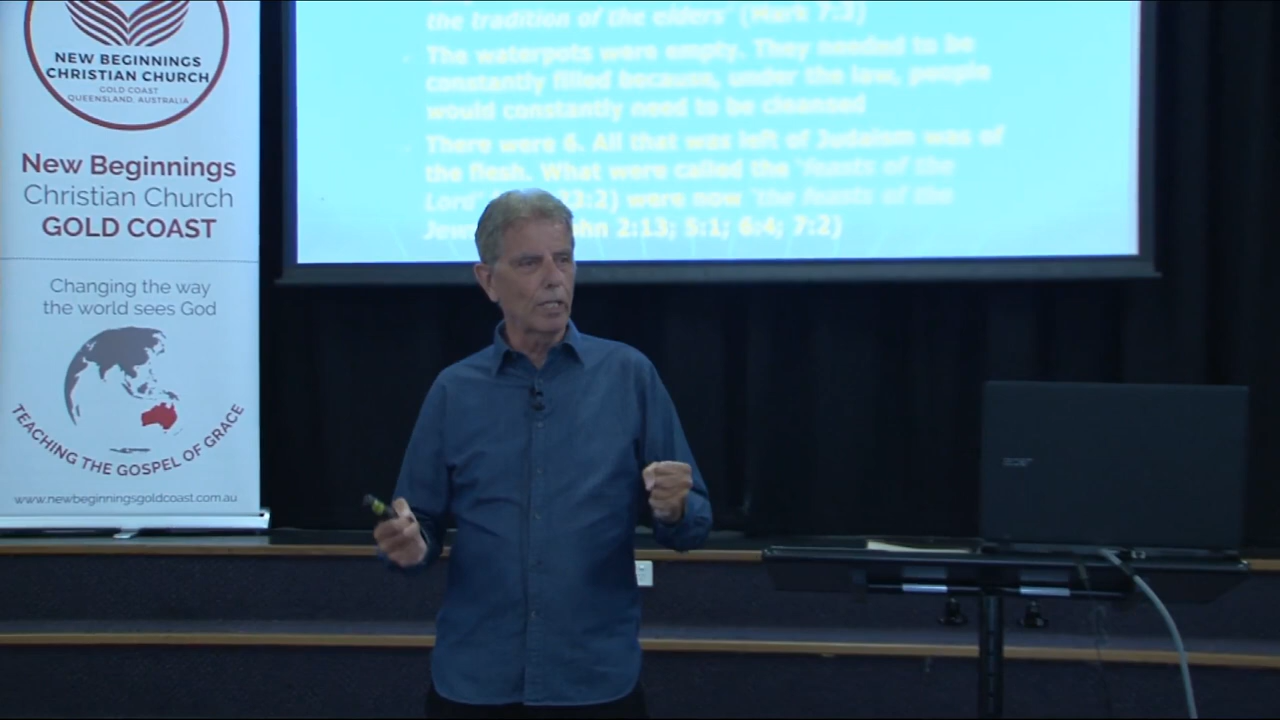 NEW BEGINNINGS
CHRISTIAN CHURCH
GOLD COAST
QUEENSLAND, AUSTRALIA
New Beginnings
Christian Church
GOLD COAST
Changing the way
the world sees God
TEACHING THE GOSPEL OF GRACE
www.newbeginningsgoldcoast.com.au
the tradition of the elders' (Mark 7:3)
The waterpots were empty. They needed to be
constantly filled because, under the law, people
would constantly need to be cleansed
There were 6. All that was left of Judaism was of
the flesh. What were called the 'feasts of the
Lord' 23:2) were now 'the feasts of the
John 2:13; 5:1; 6:4; 7:2)